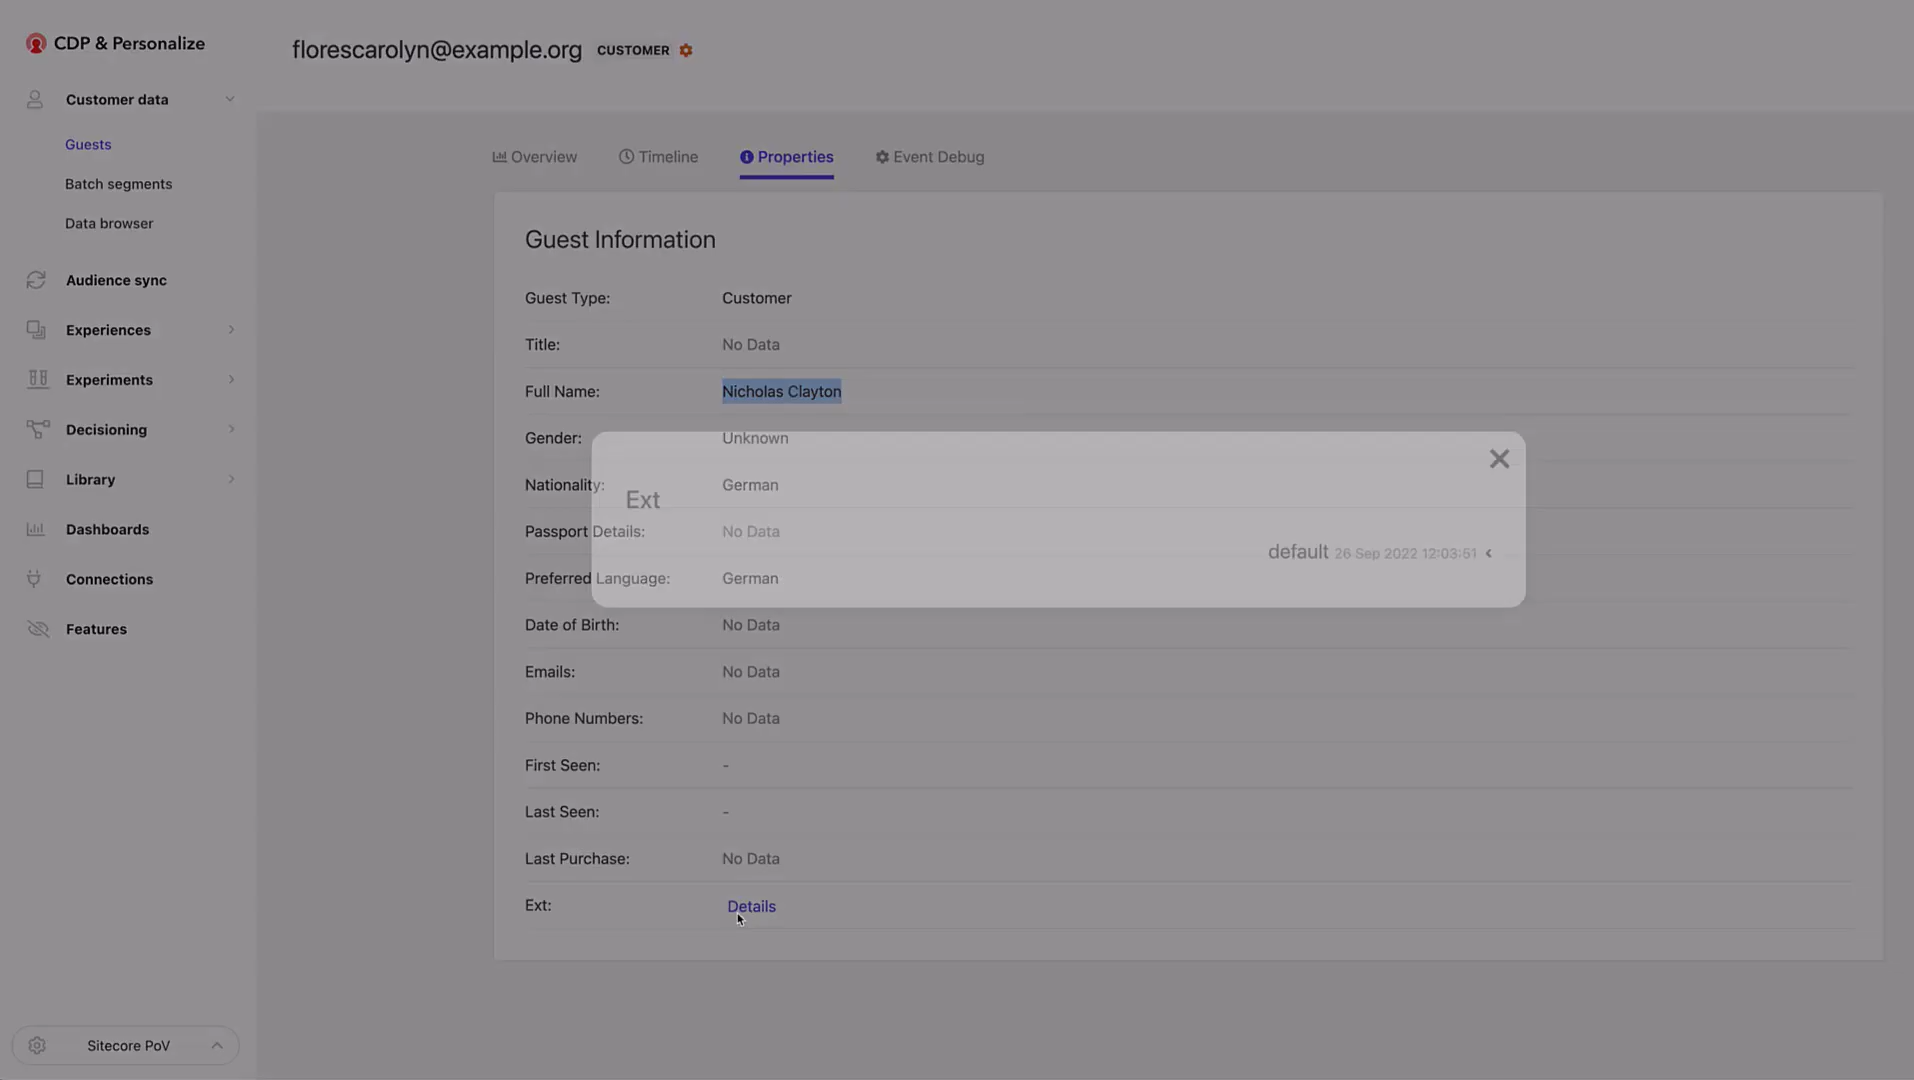 CDP & Personalize
florescarolyn@example.org CUSTOMER
Customer data
Guests
Batch segments
Data browser
Audience sync
Experiences
Experiments
Decisioning
Library
Dashboards
Connections
Features
Sitecore PoV
Overview Timeline Properties Event Debug
Guest Information
Guest Type: Customer
Title: No Data
Full Name: Nicholas Clayton
Gender: Unknown
Nationality: German
Ext
Passport Details: No Data
default 26 Sep 2022 12:03:51
Preferred Language: German
Date of Birth: No Data
Emails: No Data
Phone Numbers: No Data
First Seen: -
Last Seen: -
Last Purchase: No Data
Ext: Details